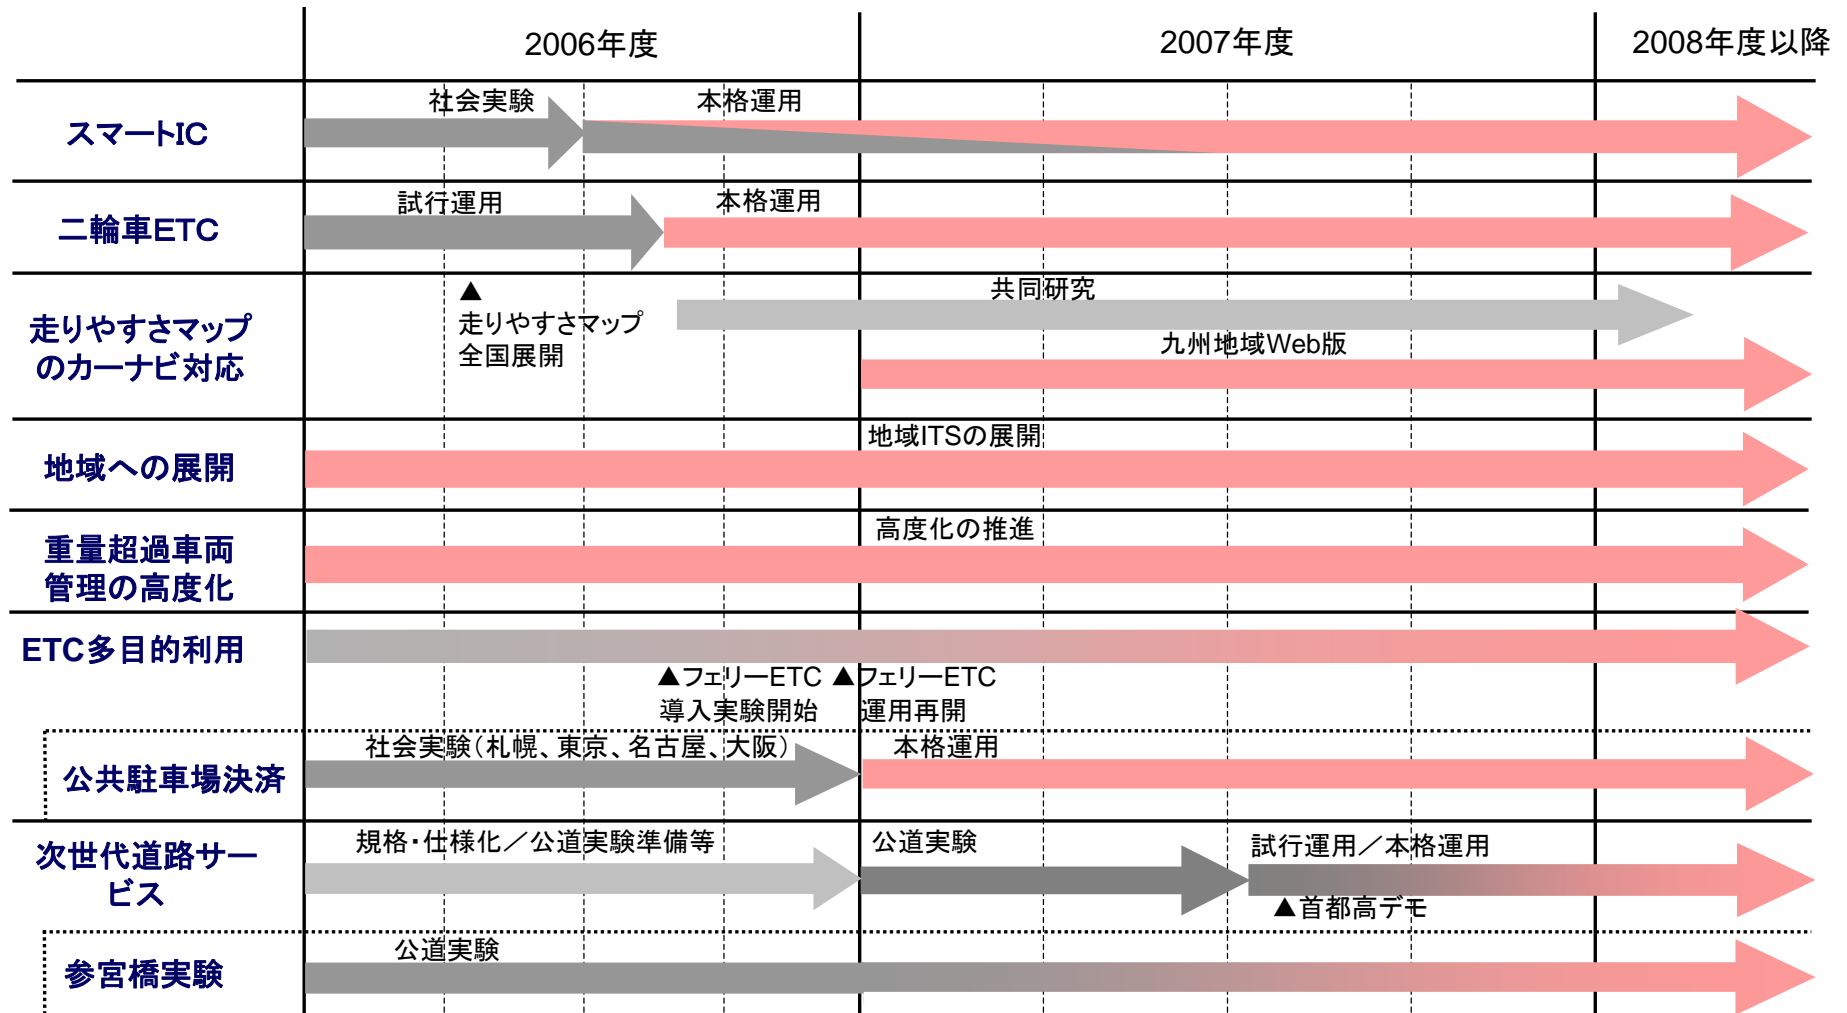 2006年度
2007年度
2008年度以降
スマートIC
社会実験
本格運用
二輪車ETC
試行運用
本格運用
走りやすさマップ
のカーナビ対応
▲
走りやすさマップ
全国展開
共同研究
九州地域Web版
地域への展開
地域ITSの展開
重量超過車両
管理の高度化
高度化の推進
ETC多目的利用
▲フェリーETC
導入実験開始
▲フェリーETC
運用再開
公共駐車場決済
社会実験(札幌、東京、名古屋、大阪)
本格運用
次世代道路サー
ビス
規格・仕様化／公道実験準備等
公道実験
試行運用／本格運用
▲首都高デモ
参宮橋実験
公道実験